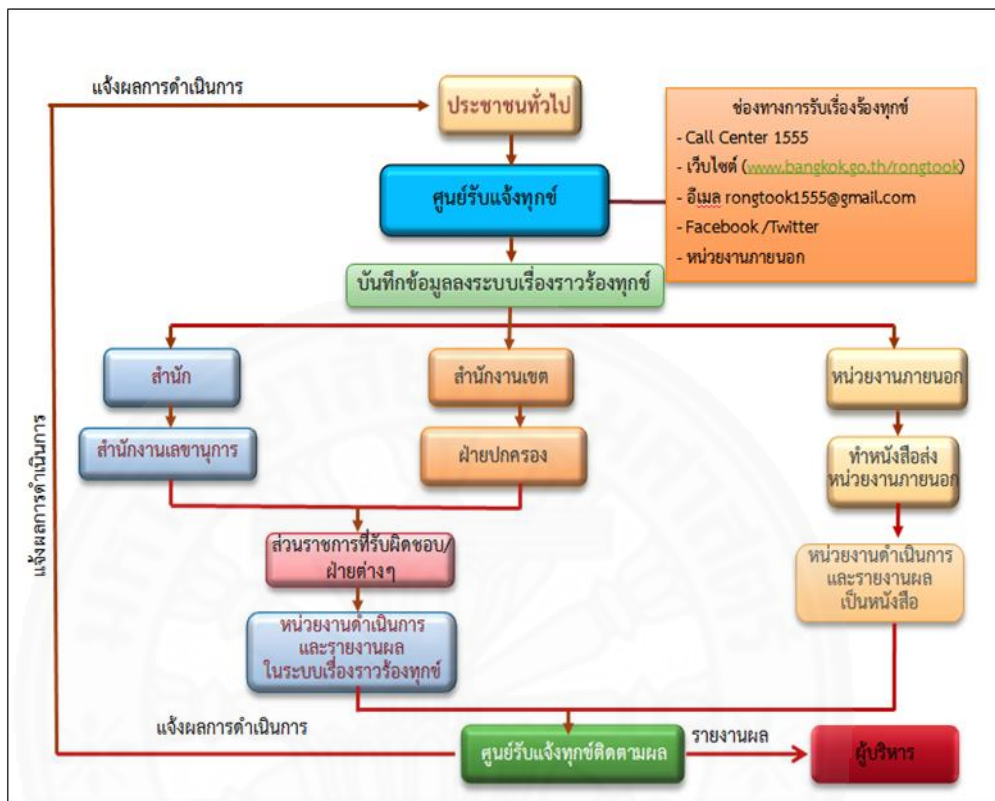 แจ้งผลการดำเนินการ
ประชาชนทั่วไป
ช่องทางการรับเรื่องร้องทุกข์
- Call Center 1555
- เว็บไซต์ (www.bangkok.go.th/rongtook)
- อีเมล rongtook1555@gmail.com
- Facebook /Twitter
- หน่วยงานภายนอก
ศูนย์รับแจ้งทุกข์
บันทึกข้อมูลลงระบบเรื่องราวร้องทุกข์
สำนัก
สำนักงานเขต
หน่วยงานภายนอก
สำนักงานเลขานุการ
ฝ่ายปกครอง
ทำหนังสือส่ง
หน่วยงานภายนอก
แจ้งผลการดำเนินการ
ส่วนราชการที่รับผิดชอบ/
ฝ่ายต่างๆ
หน่วยงานดำเนินการ
และรายงานผล
เป็นหนังสือ
หน่วยงานดำเนินการ
และรายงานผล
ในระบบเรื่องราวร้องทุกข์
แจ้งผลการดำเนินการ
ศูนย์รับแจ้งทุกข์ติดตามผล
รายงานผล
ผู้บริหาร